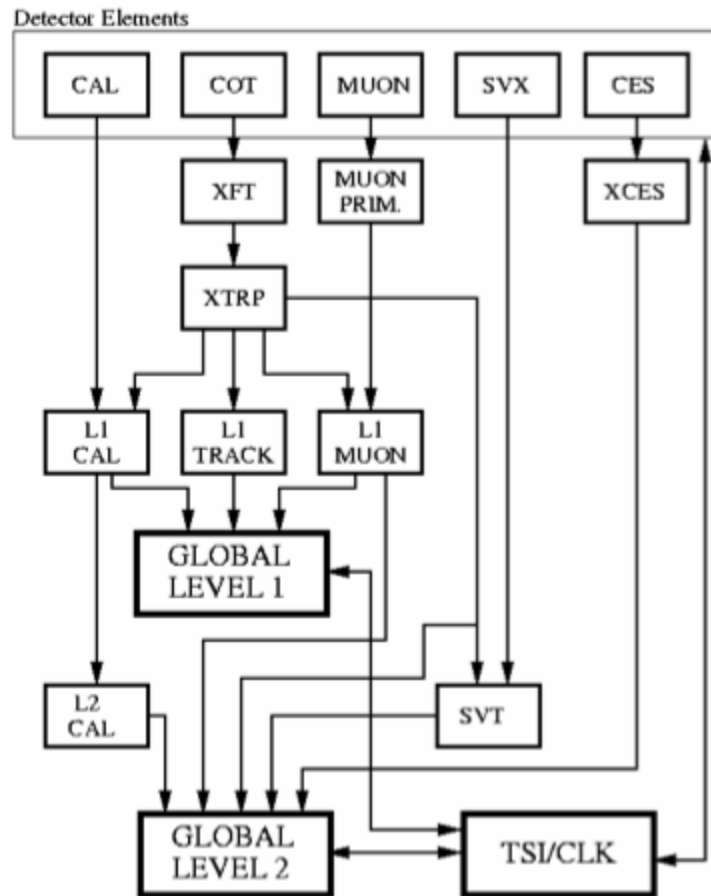 Detector Elements
CAL
COT
MUON
SVX
CES
XFT
MUON
PRIM.
XCES
XTRP
L1
CAL
L1
TRACK
L1
MUON
GLOBAL
LEVEL 1
L2
CAL
SVT
GLOBAL
LEVEL 2
TSI/CLK